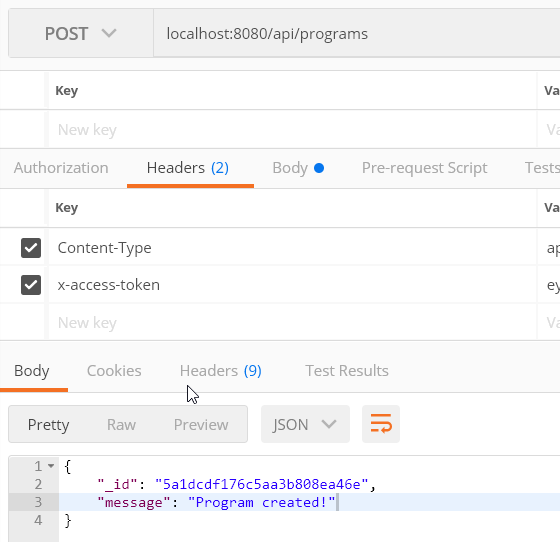 POST localhost:8080/api/programs
Key Va
New key Va
Authorization Headers (2) Body Pre-request Script Tests
Key Va
Content-Type ap
x-access-token ey
New key Va
Body Cookies Headers (9) Test Results
Pretty Raw Preview JSON
1 {
2 "_id": "5a1dcdf176c5aa3b808ea46e",
3 "message": "Program created!"
4 }